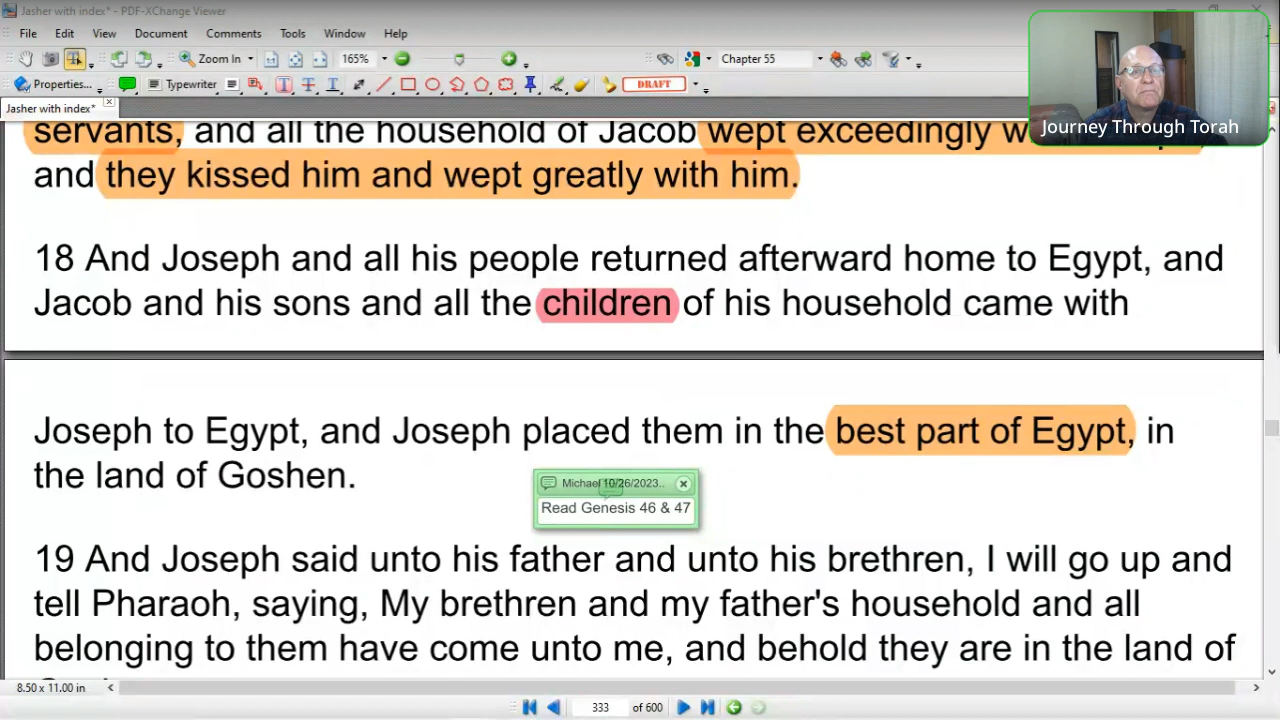 Jasher with index* - PDF-XChange Viewer
File Edit View Document Comments Tools Window Help
Zoom In 165% Chapter 55
Properties... Typewriter DRAFT
Jasher with index*
Journey Through Torah
servants, and all the household of Jacob wept exceedingly
and they kissed him and wept greatly with him.
18 And Joseph and all his people returned afterward home to Egypt, and
Jacob and his sons and all the children of his household came with
Joseph to Egypt, and Joseph placed them in the best part of Egypt, in
the land of Goshen.
Michael 10/26/2023..
Read Genesis 46 & 47
19 And Joseph said unto his father and unto his brethren, I will go up and
tell Pharaoh, saying, My brethren and my father's household and all
belonging to them have come unto me, and behold they are in the land of
8.50 x 11.00 in
333 of 600